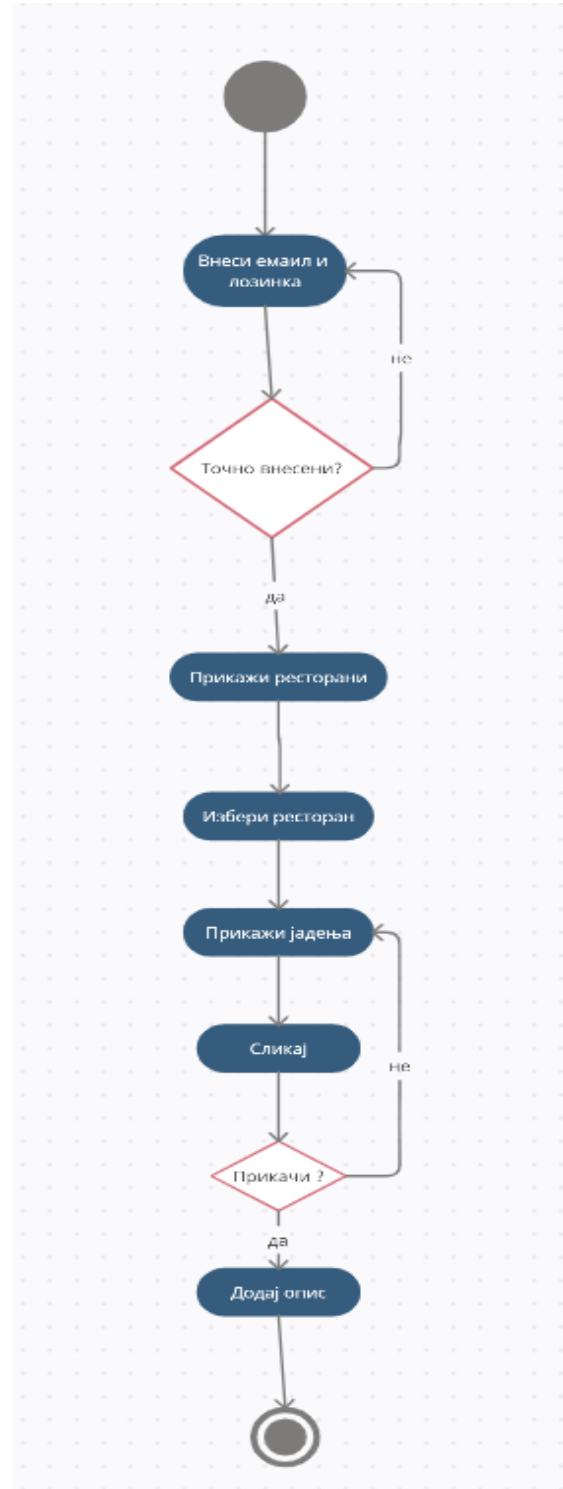 Внеси емаил и
лозинка
не
Точно внесени?
да
Прикажи ресторани
Избери ресторан
Прикажи јадења
Сликај
не
Прикачи ?
да
Додај опис